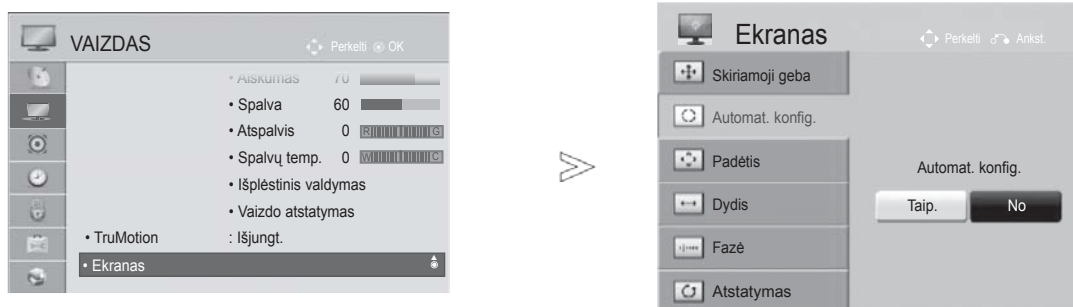 VAIZDAS
Perkelti OK
• Aiškumas 70
• Spalva 60
• Atspalvis 0 R G
• Spalvų temp. 0 W C
• Išplėstinis valdymas
• Vaizdo atstatymas
• TruMotion : Išjungt.
• Ekranas
Ekranas
Perkelti Ankst.
Skiriamoji geba
Automat. konfig.
Padėtis
Dydis
Fazė
Atstatymas
Automat. konfig.
Taip. No